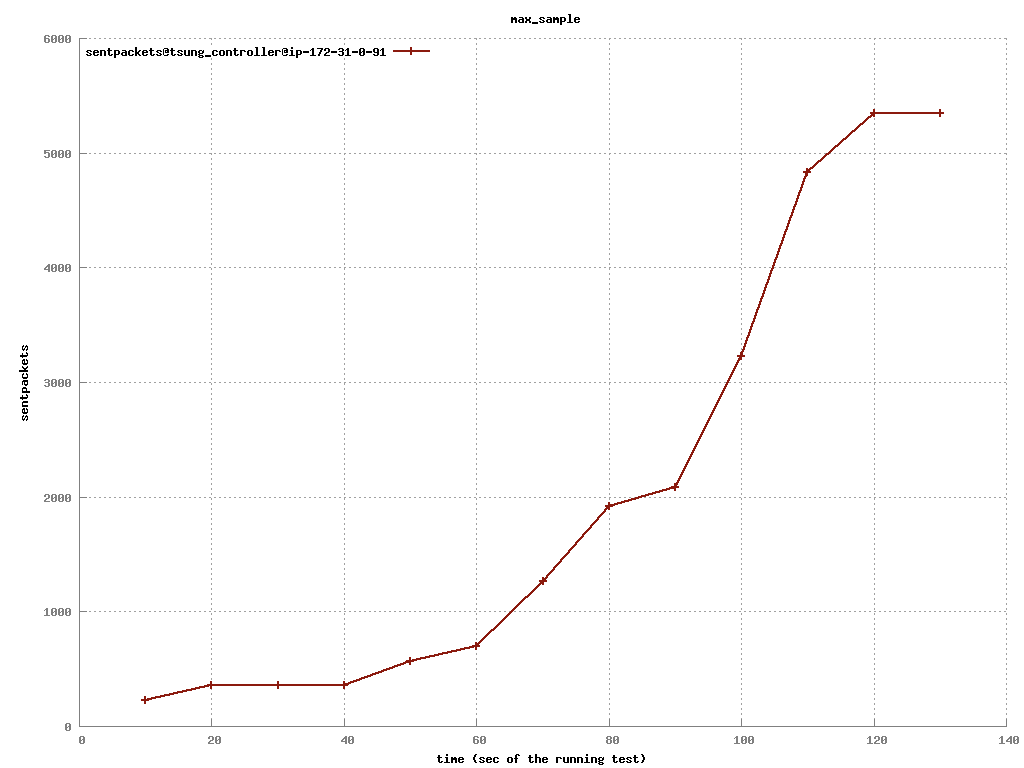 max_sample
sentpackets@tsung_controller@ip-172-31-0-91
6000
5000
4000
3000
2000
1000
0
sentpackets
0 20 40 60 80 100 120 140
time (sec of the running test)